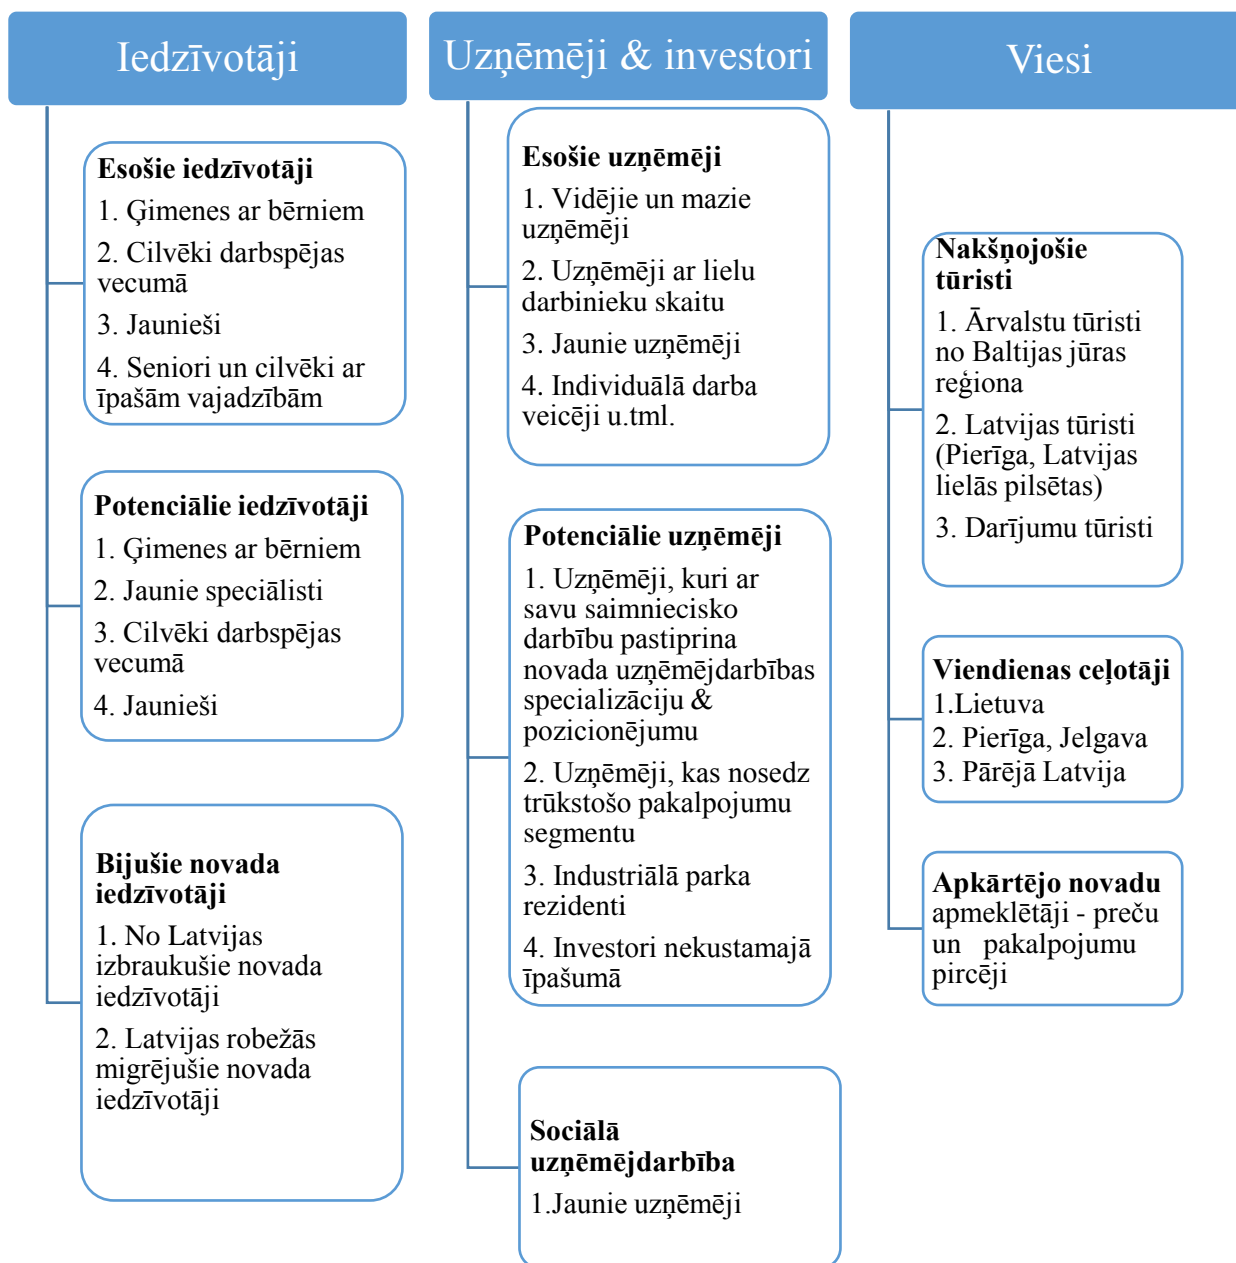 Iedzīvotāji
Esošie iedzīvotāji
1. Ģimenes ar bērniem
2. Cilvēki darbspējas
vecumā
3. Jaunieši
4. Seniori un cilvēki ar
īpašām vajadzībām
Potenciālie iedzīvotāji
1. Ģimenes ar bērniem
2. Jaunie speciālisti
3. Cilvēki darbspējas
vecumā
4. Jaunieši
Bijušie novada
iedzīvotāji
1. No Latvijas
izbraukušie novada
iedzīvotāji
2. Latvijas robežās
migrējušie novada
iedzīvotāji
Uzņēmēji & investori
Esošie uzņēmēji
1. Vidējie un mazie
uzņēmēji
2. Uzņēmēji ar lielu
darbinieku skaitu
3. Jaunie uzņēmēji
4. Individuālā darba
veicēji u.tml.
Potenciālie uzņēmēji
1. Uzņēmēji, kuri ar
savu saimniecisko
darbību pastiprina
novada uzņēmējdarbības
specializāciju &
pozicionējumu
2. Uzņēmēji, kas nosedz
trūkstošo pakalpojumu
segmentu
3. Industriālā parka
rezidenti
4. Investori nekustamajā
īpašumā
Sociālā
uzņēmējdarbība
1.Jaunie uzņēmēji
Viesi
Nakšņojošie
tūristi
1. Ārvalstu tūristi
no Baltijas jūras
reģiona
2. Latvijas tūristi
(Pierīga, Latvijas
lielās pilsētas)
3. Darījumu tūristi
Viendienas ceļotāji
1.Lietuva
2. Pierīga, Jelgava
3. Pārējā Latvija
Apkārtējo novadu
apmeklētāji - preču
un pakalpojumu
pircēji